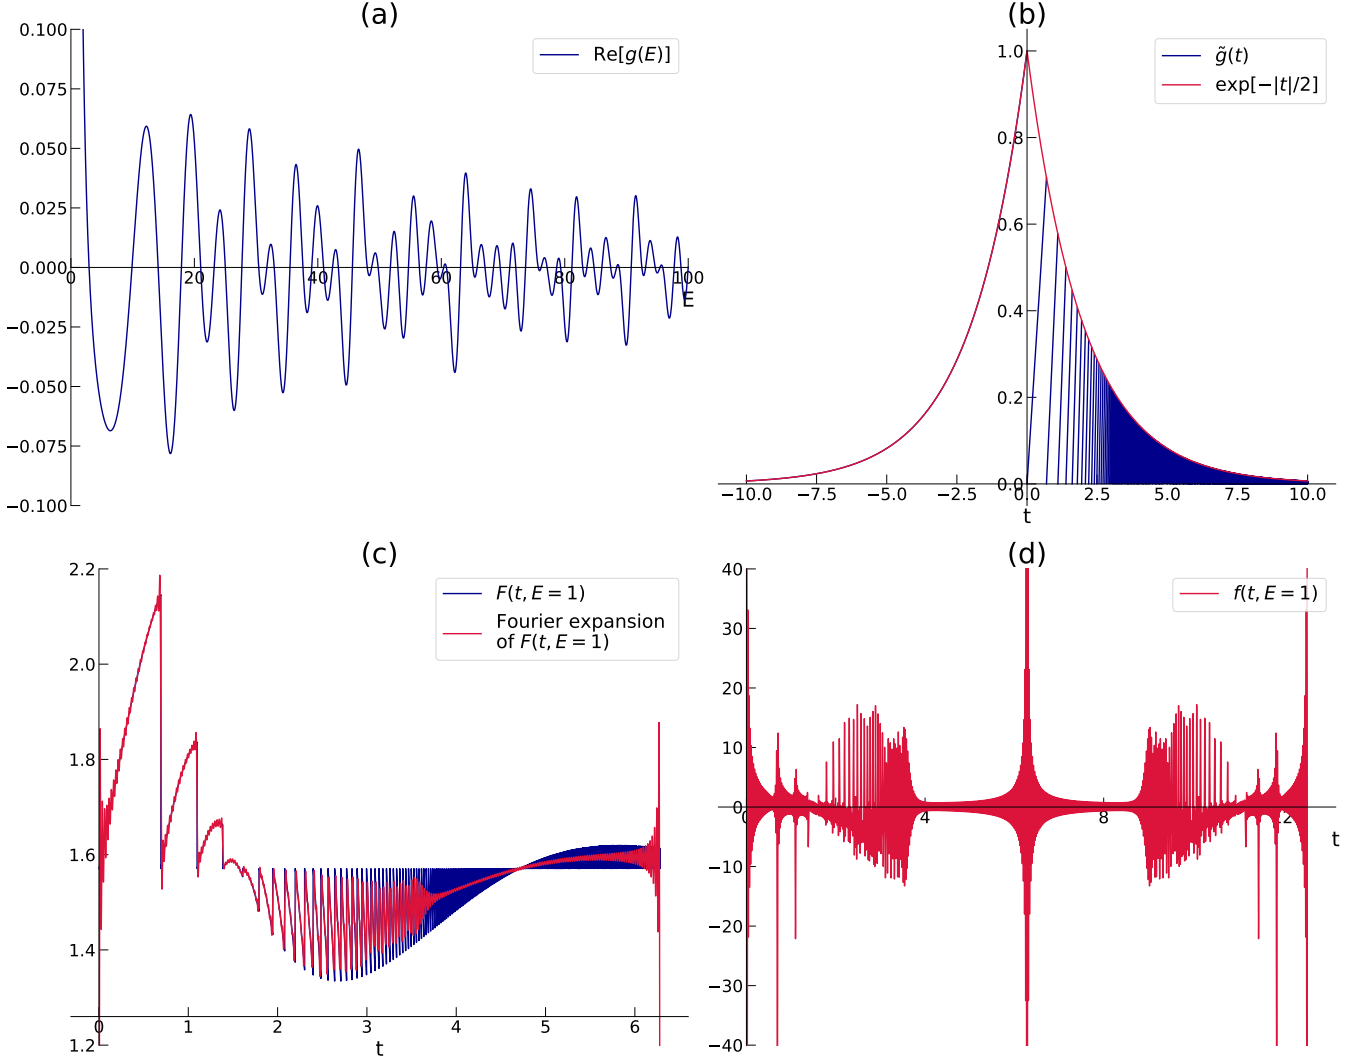 (a)
0.100
0.075
0.050
0.025
0.000
−0.025
−0.050
−0.075
−0.100
0 20 40 60 80 100
E
Re[g(E)]
(b)
1.0
0.8
0.6
0.4
0.2
0.0
−10.0 −7.5 −5.0 −2.5 0.0 2.5 5.0 7.5 10.0
t
g̃(t)
exp[−|t|/2]
(c)
2.2
2.0
1.8
1.6
1.4
1.2
0 1 2 3 4 5 6
t
F(t, E = 1)
Fourier expansion
of F(t, E = 1)
(d)
40
30
20
10
0
−10
−20
−30
−40
0 4 8 12
t
f(t, E = 1)